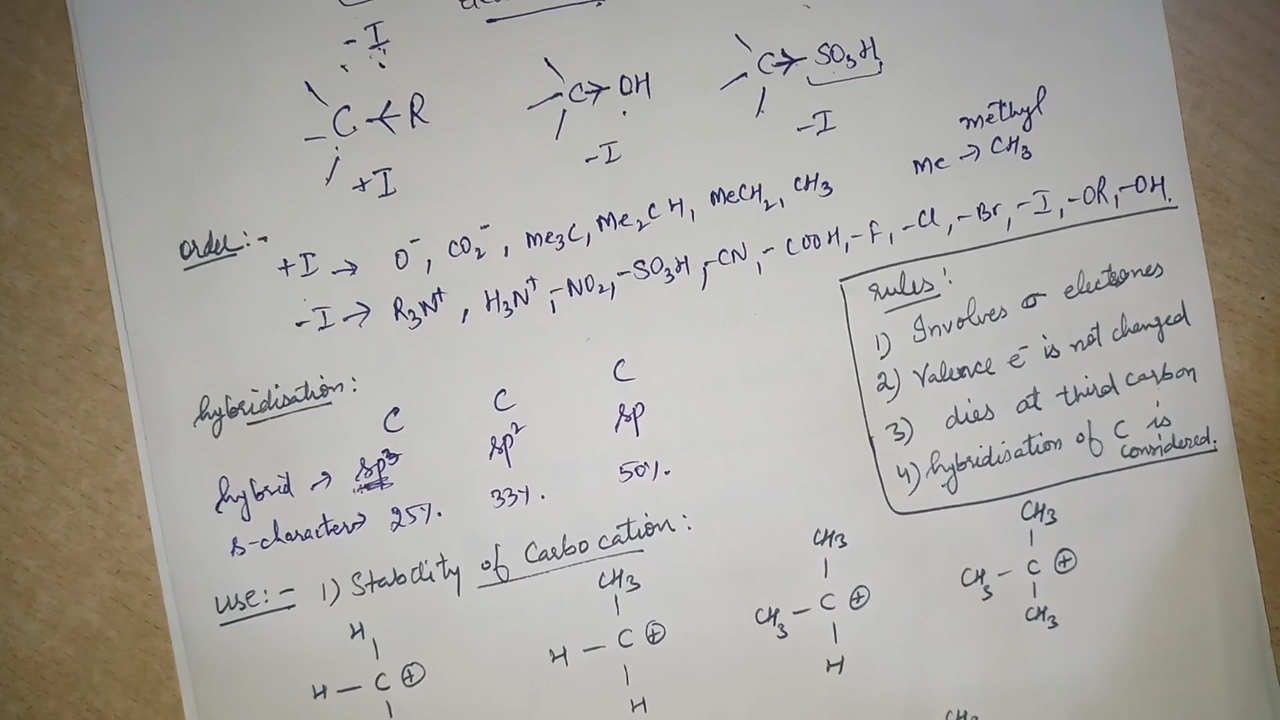 -I
C ← R
+I
C → OH
-I
C → SO₃H
-I
methyl
Me → CH₃
Order:-
+I → O⁻, CO₂⁻, Me₃C, Me₂CH, MeCH₂, CH₃
-I → R₃N⁺, H₃N⁺, -NO₂, -SO₃H, -CN, -COOH, -F, -Cl, -Br, -I, -OR, -OH.
rules:
1) Involves σ electrones
2) Valence e⁻ is not changed
3) dies at third carbon
4) hybridisation of C is
considered.
hybridisation:
C C C
hybrid → sp³ sp² sp
s-character → 25%. 33%. 50%.
use:- 1) Stability of Carbocation:
H
H - C ⊕
CH₃
H - C ⊕
H
CH₃
CH₃ - C ⊕
H
CH₃
CH₃ - C ⊕
CH₃
CH₃